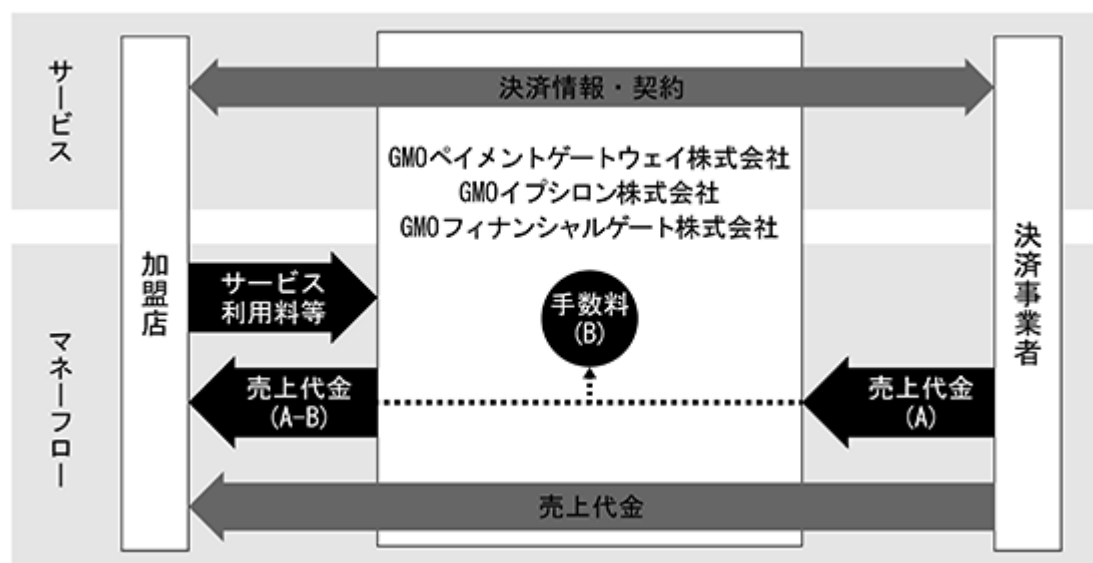 サービス
決済情報・契約
GMOペイメントゲートウェイ株式会社
GMOイプシロン株式会社
GMOフィナンシャルゲート株式会社
加盟店
決済事業者
マネーフロー
サービス
利用料等
手数料
(B)
売上代金
(A-B)
売上代金
(A)
売上代金